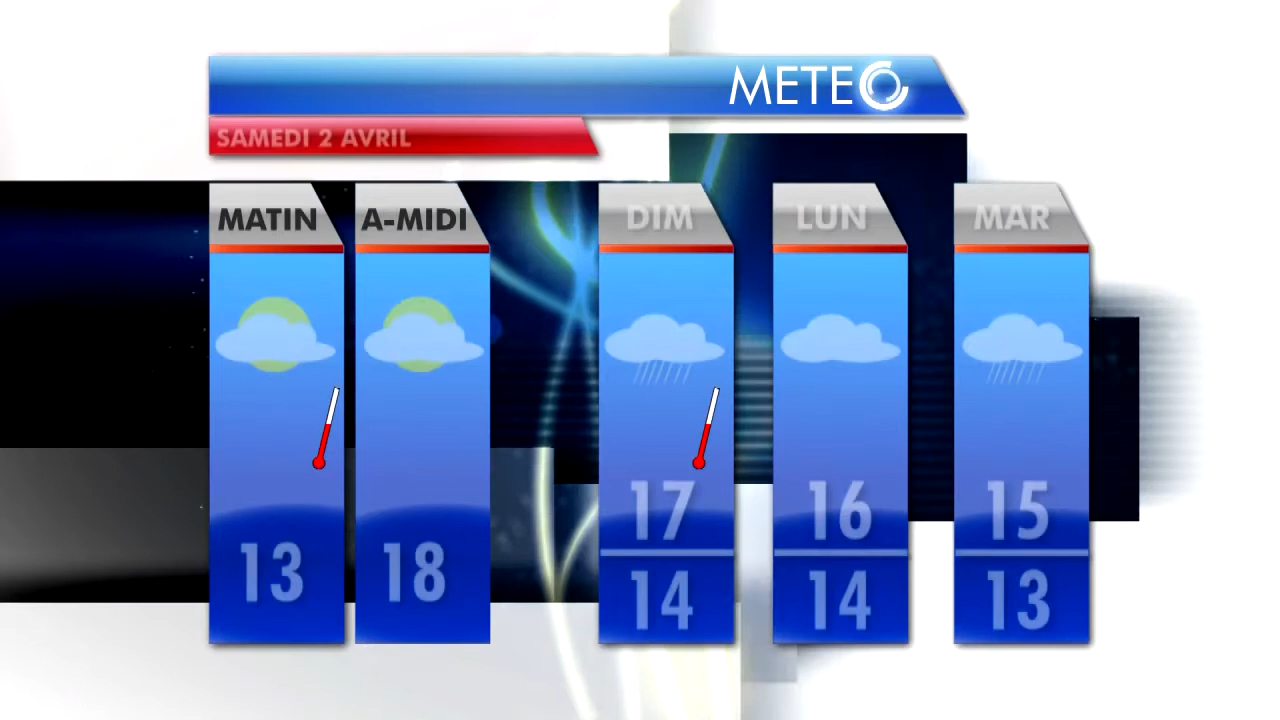 METEO
SAMEDI 2 AVRIL
MATIN A-MIDI DIM LUN MAR
17 16 15
13 18 14 14 13